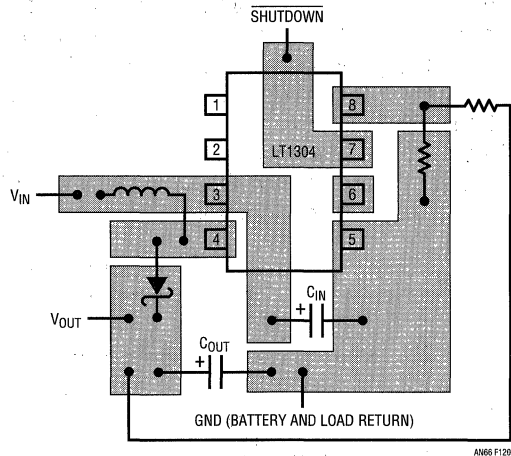 SHUTDOWN
1
8
2
LT1304
7
VIN
3
6
4
5
CIN
+
VOUT
COUT
+
GND (BATTERY AND LOAD RETURN)
AN66 F120